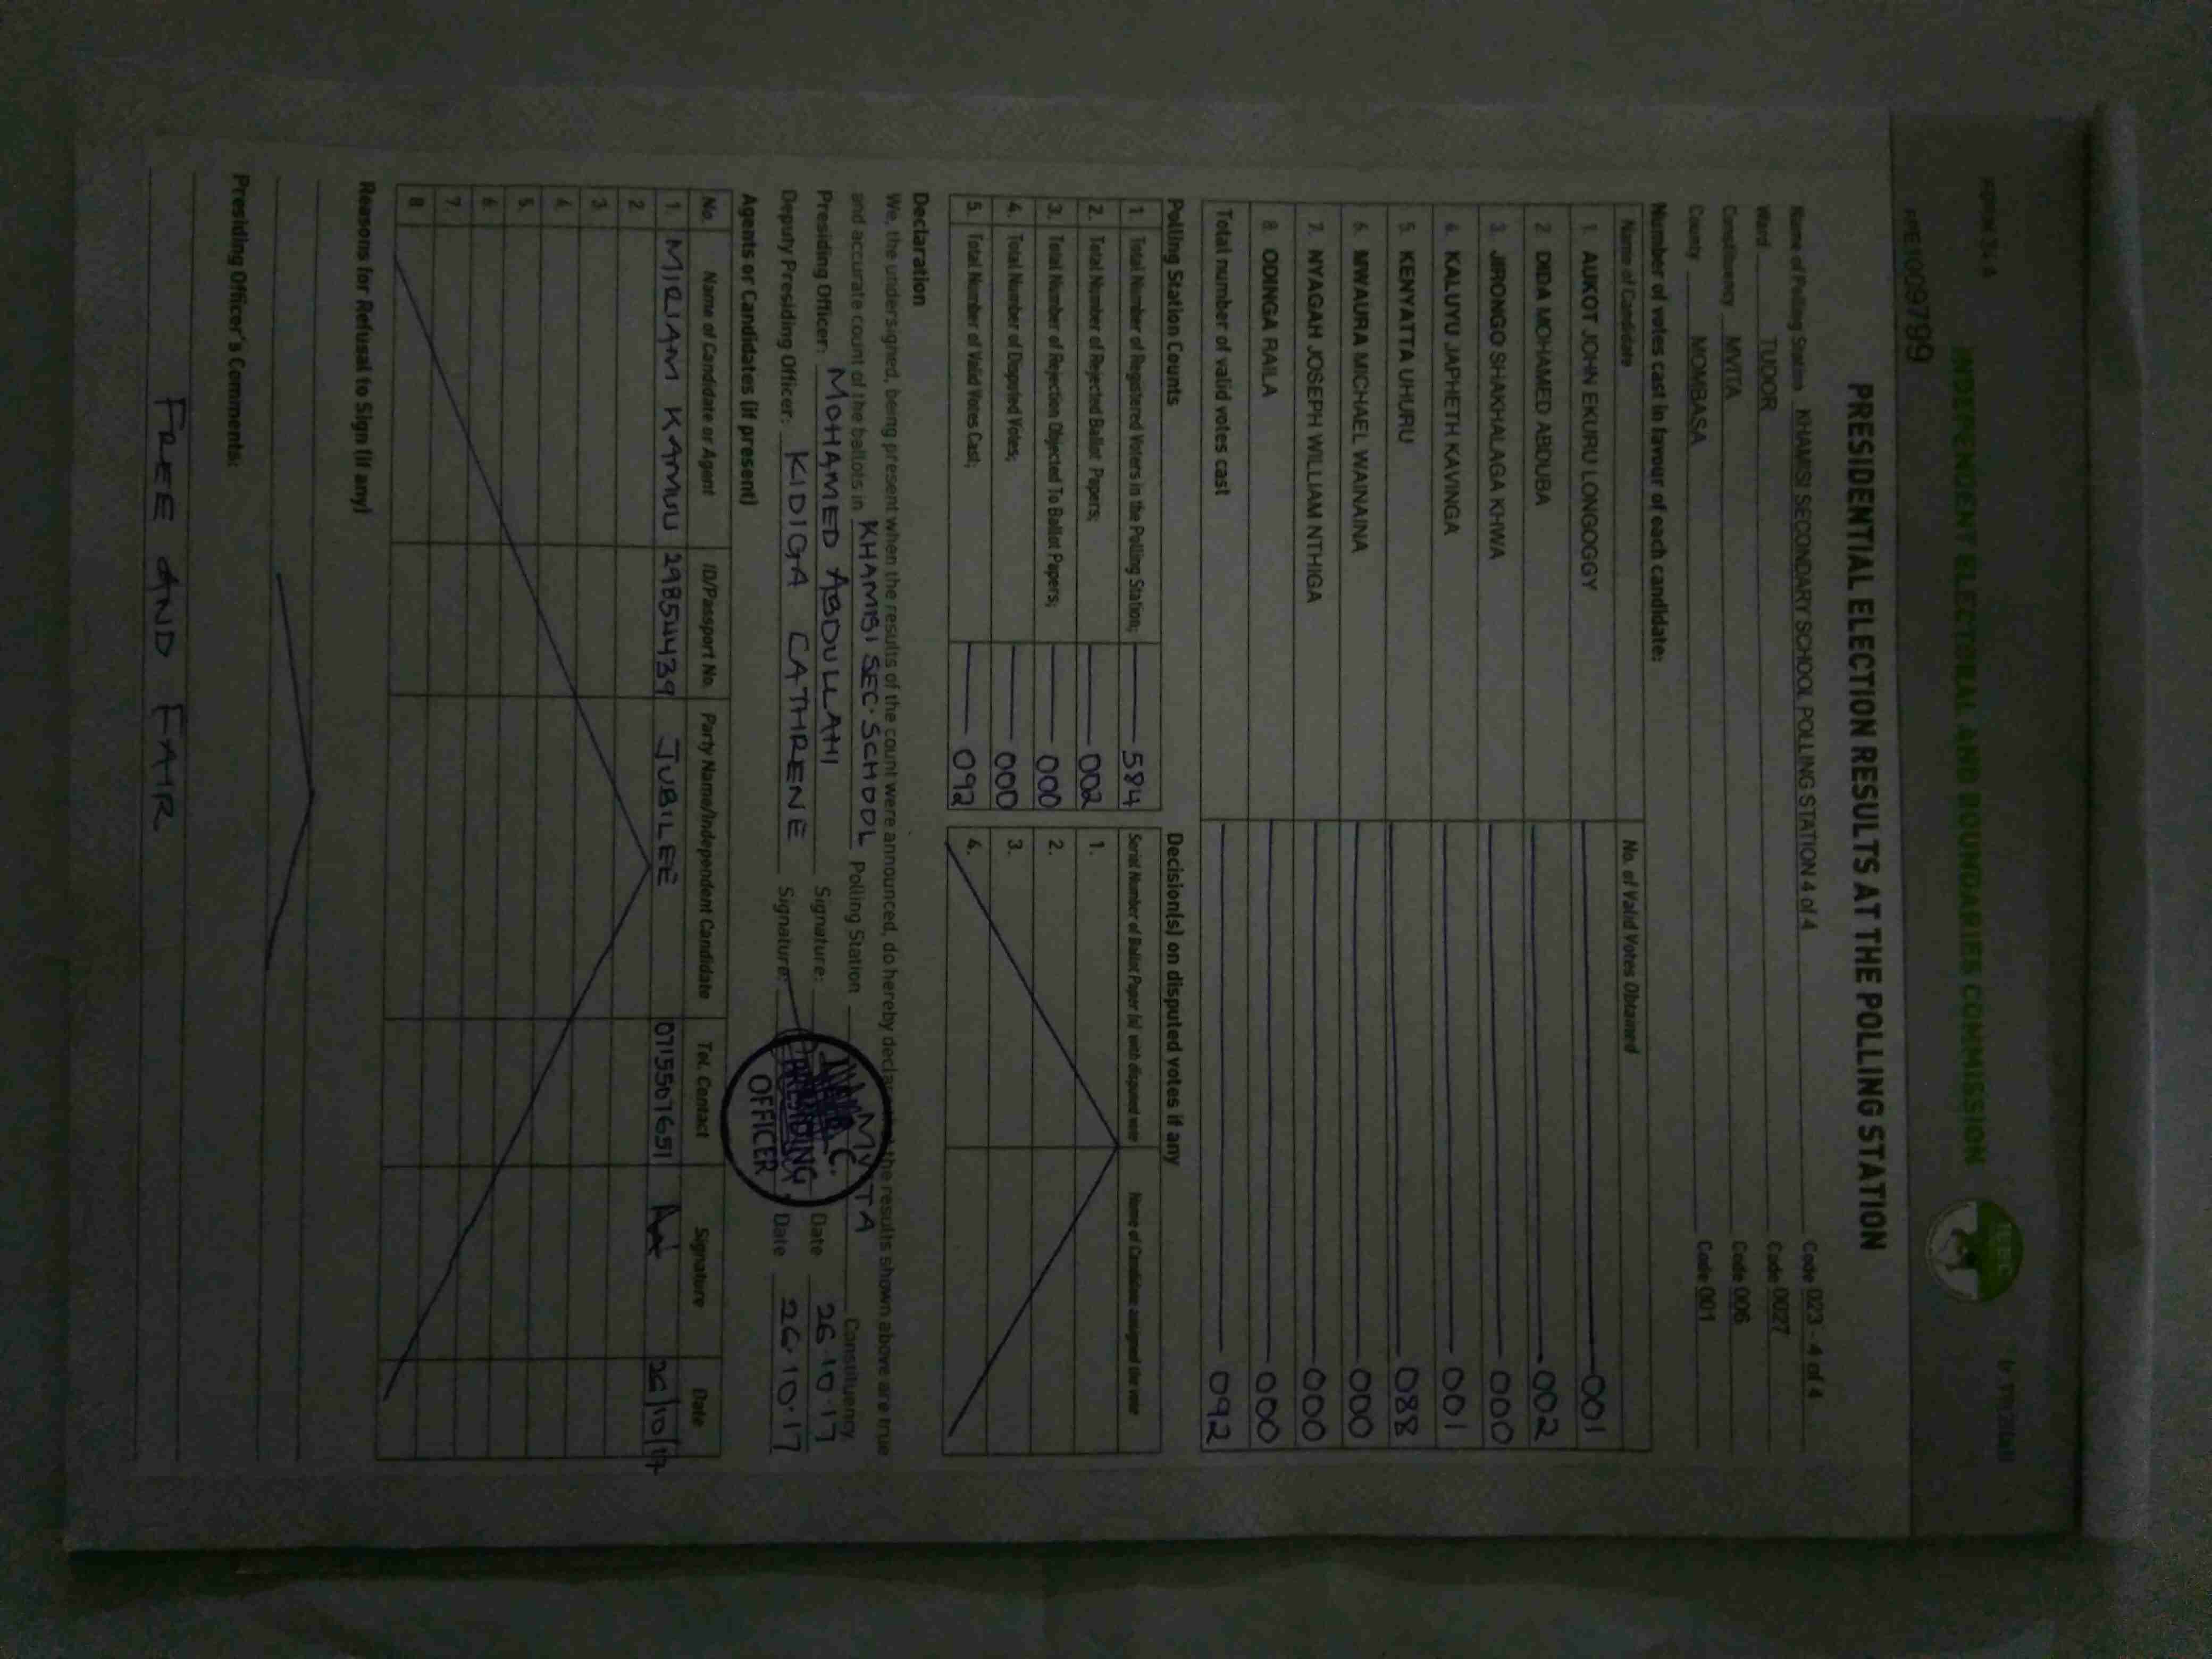 FORM 34 A
INDEPENDENT ELECTORAL AND BOUNDARIES COMMISSION
IEBC
PRE1009799
PRESIDENTIAL ELECTION RESULTS AT THE POLLING STATION
Name of Polling Station KHAMISI SECONDARY SCHOOL POLLING STATION 4 of 4 Code 023 - 4 of 4
Ward TUDOR Code 0027
Constituency MVITA Code 006
County MOMBASA Code 001
Number of votes cast in favour of each candidate:
Name of Candidate No. of Valid Votes Obtained
1. AUKOT JOHN EKURU LONGOGGY 001
2. DIDA MOHAMED ABDUBA 002
3. JIRONGO SHAKHALAGA KHWA 000
4. KALUYU JAPHETH KAVINGA 001
5. KENYATTA UHURU 088
6. MWAURA MICHAEL WAINAINA 000
7. NYAGAH JOSEPH WILLIAM NTHIGA 000
8. ODINGA RAILA 000
Total number of valid votes cast 092
Polling Station Counts
1 Total Number of Registered Voters in the Polling Station; 584
2. Total Number of Rejected Ballot Papers; 002
3. Total Number of Rejection Objected To Ballot Papers; 000
4. Total Number of Disputed Votes; 000
5. Total Number of Valid Votes Cast; 092
Decision(s) on disputed votes if any
Serial Number of Ballot Paper (s) with disputed vote Name of Candidate assigned the vote
1.
2.
3.
4.
Declaration
We, the undersigned, being present when the results of the count were announced, do hereby declare the results shown above are true
and accurate count of the ballots in KHAMISI SEC. SCHOOL Polling Station MVITA Constituency
Presiding Officer: MOHAMED ABDULLAHI Signature: Date 26.10.17
Deputy Presiding Officer: KIDIGA CATHRENE Signature: Date 26.10.17
PRESIDING
OFFICER
Agents or Candidates (if present)
No. Name of Candidate or Agent ID/Passport No. Party Name/Independent Candidate Tel. Contact Signature Date
1. MIRIAM KAMUU 29854439 JUBILEE 0715507651 26/10/17
2.
3.
4.
5.
6.
7.
8
Reasons for Refusal to Sign (if any)
Presiding Officer's Comments:
FREE AND FAIR